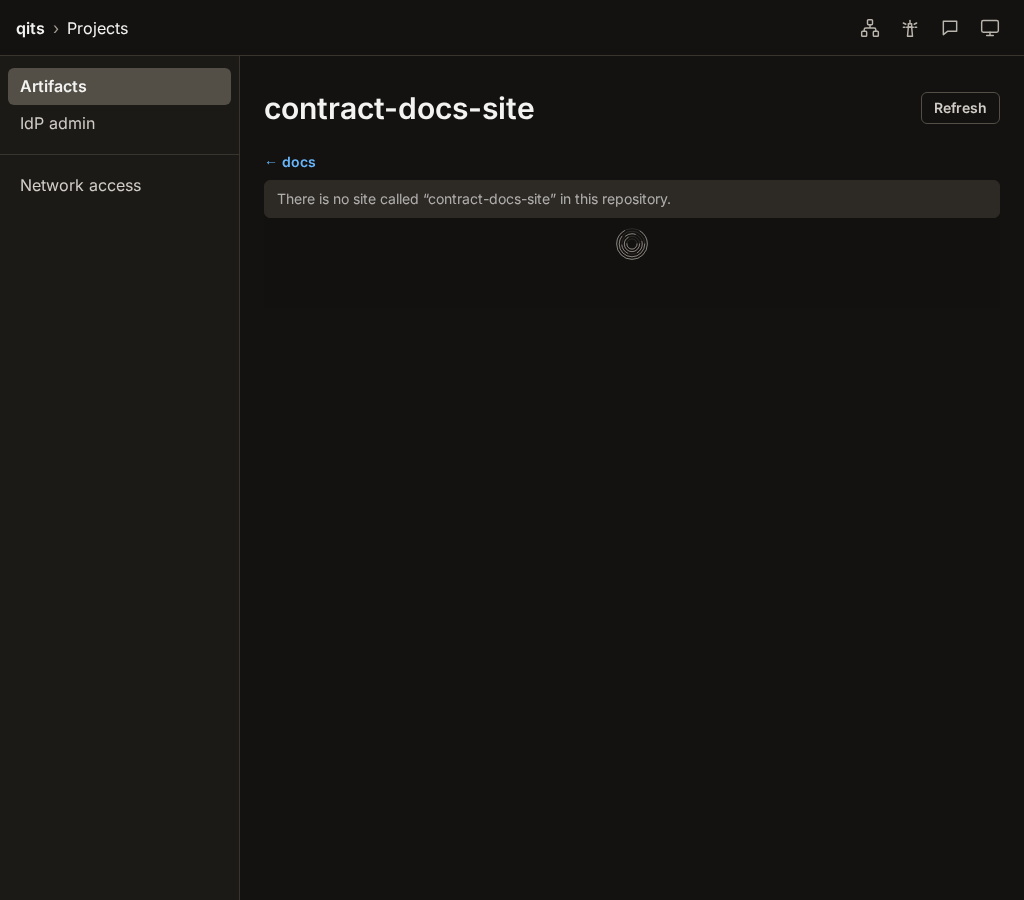 qits › Projects
Artifacts
IdP admin
Network access
contract-docs-site
Refresh
← docs
There is no site called “contract-docs-site” in this repository.